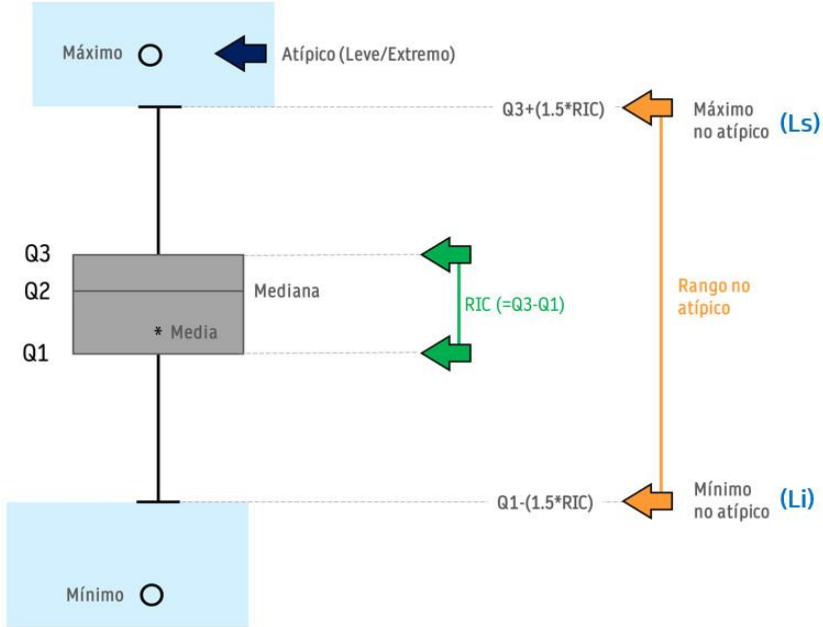 Máximo
Atípico (Leve/Extremo)
Q3+(1.5*RIC)
Máximo
no atípico
(Ls)
Q3
Q2
Mediana
* Media
Q1
RIC (=Q3-Q1)
Rango no
atípico
Q1-(1.5*RIC)
Mínimo
no atípico
(Li)
Mínimo